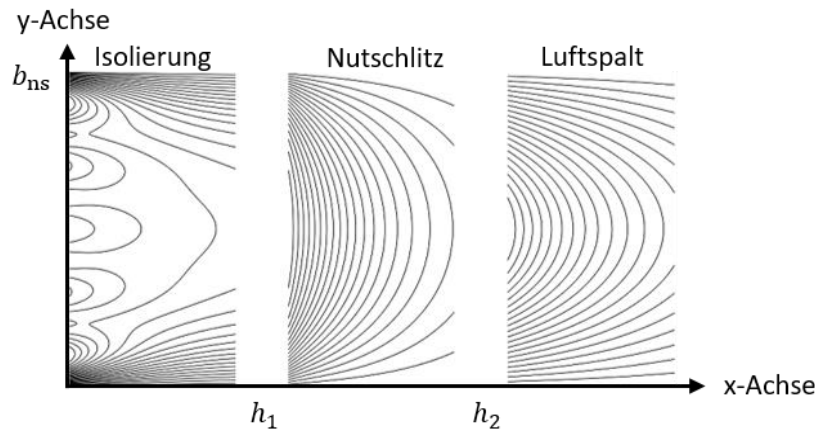 y-Achse
Isolierung
Nutschlitz
Luftspalt
b_ns
x-Achse
h_1
h_2